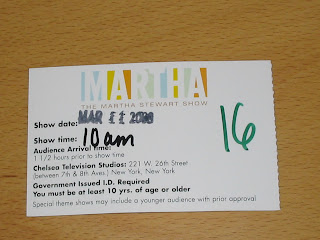 MARTHA
THE MARTHA STEWART SHOW
Show date: MAR 11 2008
Show time: 10am
16
Audience Arrival Time:
1 1/2 hours prior to show time
Chelsea Television Studios: 221 W. 26th Street
(between 7th & 8th Aves.) New York, New York
Government Issued I.D. Required
You must be at least 10 yrs. of age or older
Special theme shows may include a younger audience with prior approval